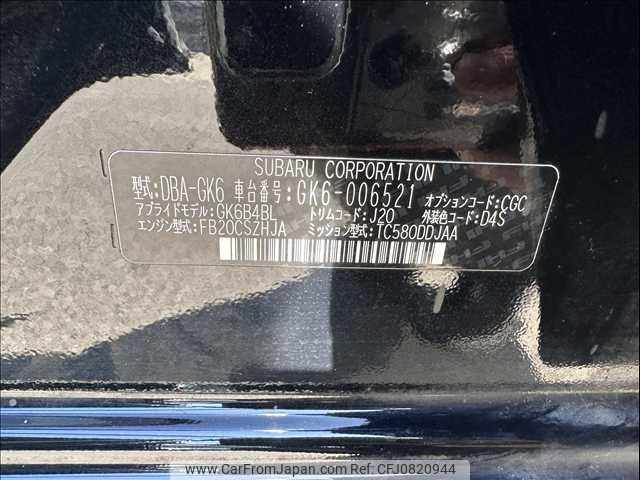 SUBARU CORPORATION
型式:DBA-GK6 車台番号:GK6-006521 オプションコード:CGC
アプライドモデル:GK6B4BL トリムコード:J20 外装色コード:D4S
エンジン型式:FB20CSZHJA ミッション型式:TC580DDJAA
www.CarFromJapan.com | © CarFromJapan | ID: CFJ0820944